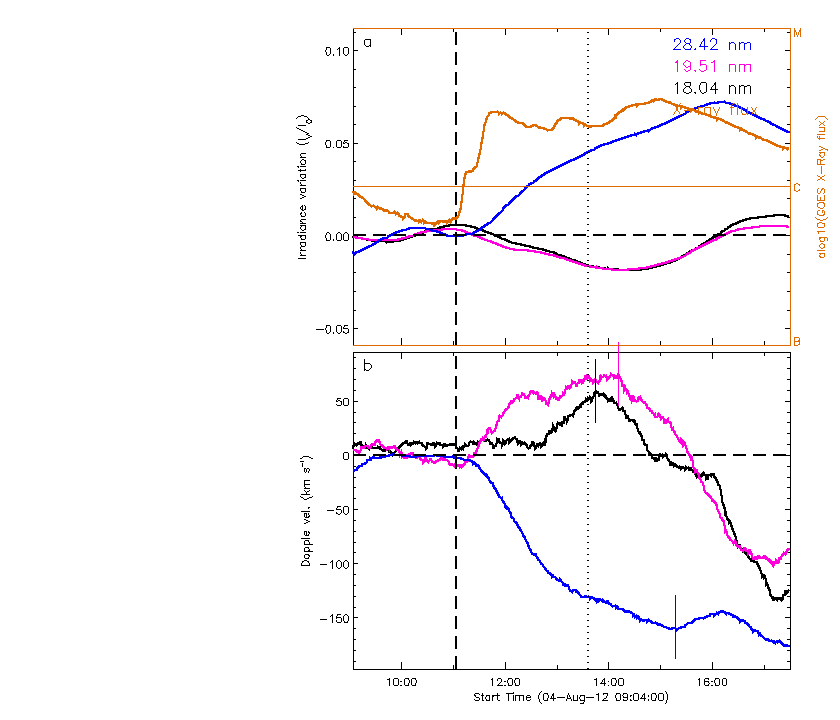 a
28.42 nm
19.51 nm
18.04 nm
X-ray flux
M
C
B
0.10
0.05
0.00
−0.05
Irradiance variation (Iᵥ/I₀)
alog10(GOES X-Ray flux)
b
50
0
−50
−100
−150
Dopple vel. (km s⁻¹)
10:00 12:00 14:00 16:00
Start Time (04-Aug-12 09:04:00)